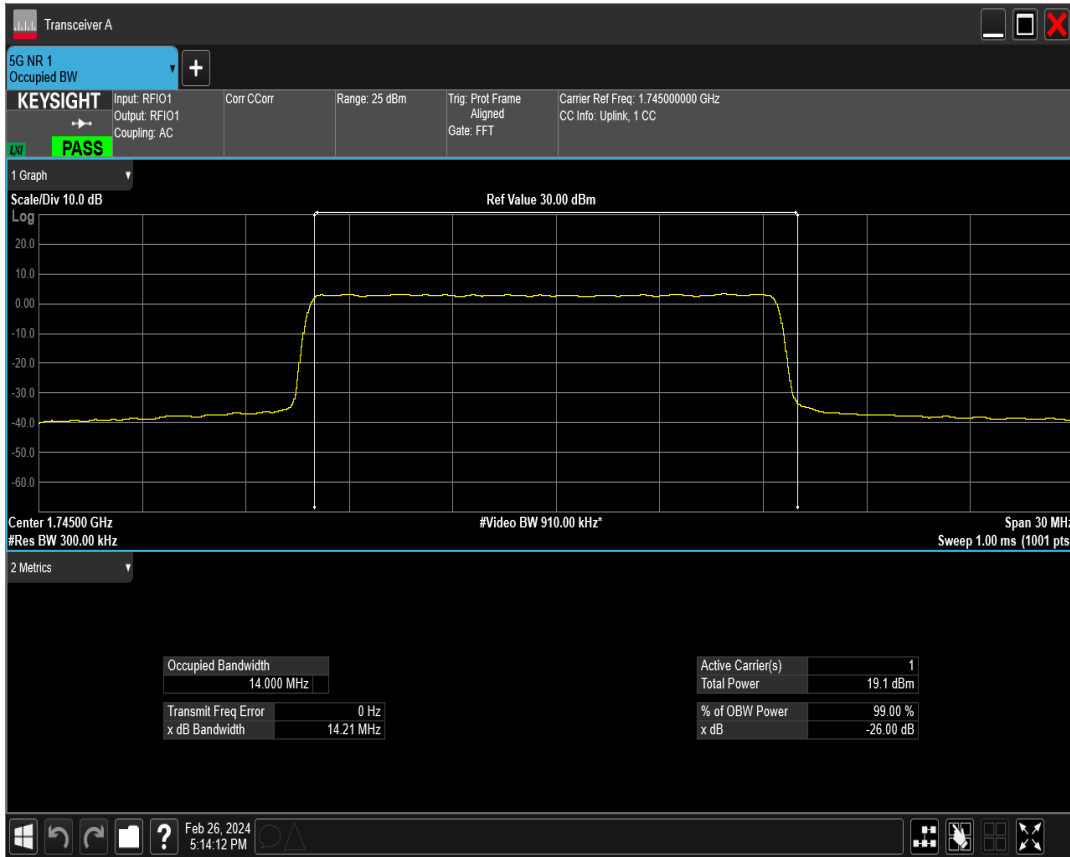 Transceiver A
5G NR 1
Occupied BW
+
KEYSIGHT
LXI
PASS
Input: RFIO1
Output: RFIO1
Coupling: AC
Corr CCorr
Range: 25 dBm
Trig: Prot Frame
Aligned
Gate: FFT
Carrier Ref Freq: 1.745000000 GHz
CC Info: Uplink, 1 CC
1 Graph
Scale/Div 10.0 dB
Ref Value 30.00 dBm
Log
20.0
10.0
0.00
-10.0
-20.0
-30.0
-40.0
-50.0
-60.0
Center 1.74500 GHz
#Video BW 910.00 kHz*
Span 30 MHz
#Res BW 300.00 kHz
Sweep 1.00 ms (1001 pts
2 Metrics
Occupied Bandwidth
14.000 MHz
Transmit Freq Error 0 Hz
x dB Bandwidth 14.21 MHz
Active Carrier(s) 1
Total Power 19.1 dBm
% of OBW Power 99.00 %
x dB -26.00 dB
?
Feb 26, 2024
5:14:12 PM